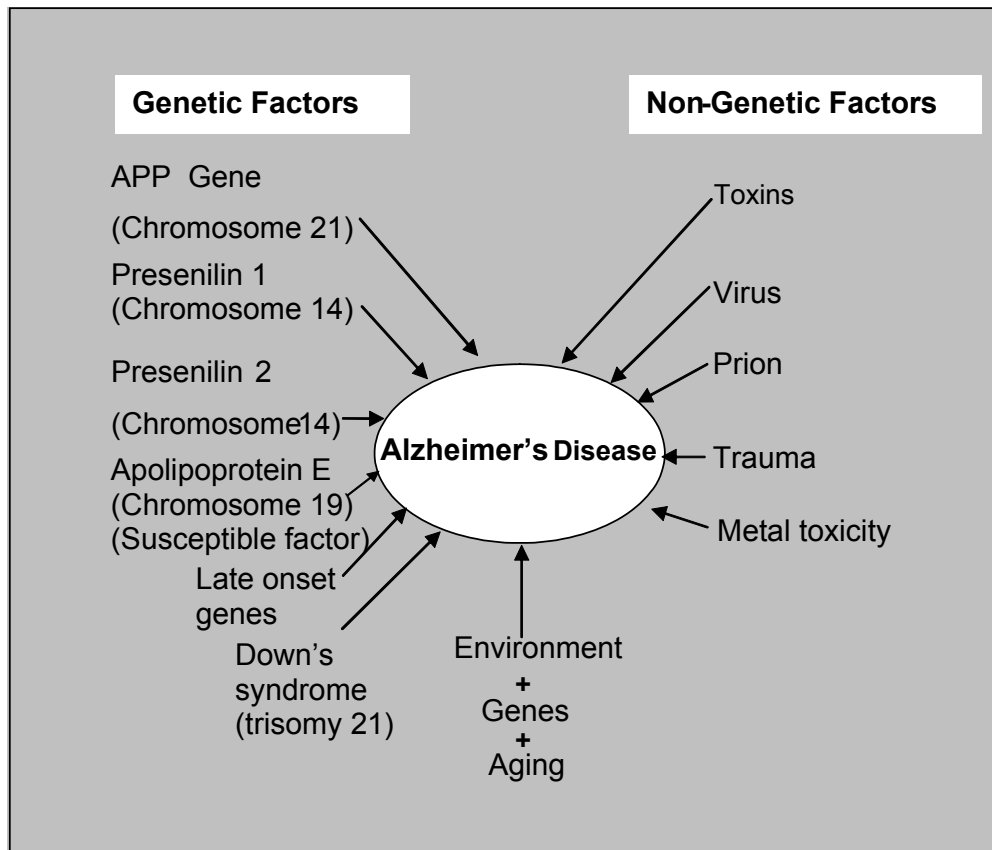 Genetic Factors
Non-Genetic Factors
APP Gene
(Chromosome 21)
Presenilin 1
(Chromosome 14)
Presenilin 2
(Chromosome 14)
Apolipoprotein E
(Chromosome 19)
(Susceptible factor)
Late onset
genes
Down's
syndrome
(trisomy 21)
Alzheimer's Disease
Environment
+
Genes
+
Aging
Toxins
Virus
Prion
Trauma
Metal toxicity